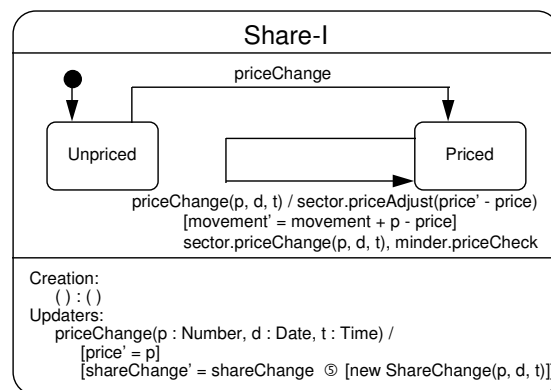 Share-I
priceChange
Unpriced
Priced
priceChange(p, d, t) / sector.priceAdjust(price’ - price)
[movement’ = movement + p - price]
sector.priceChange(p, d, t), minder.priceCheck
Creation:
( ) : ( )
Updaters:
priceChange(p : Number, d : Date, t : Time) /
[price’ = p]
[shareChange’ = shareChange ⑤ [new ShareChange(p, d, t)]